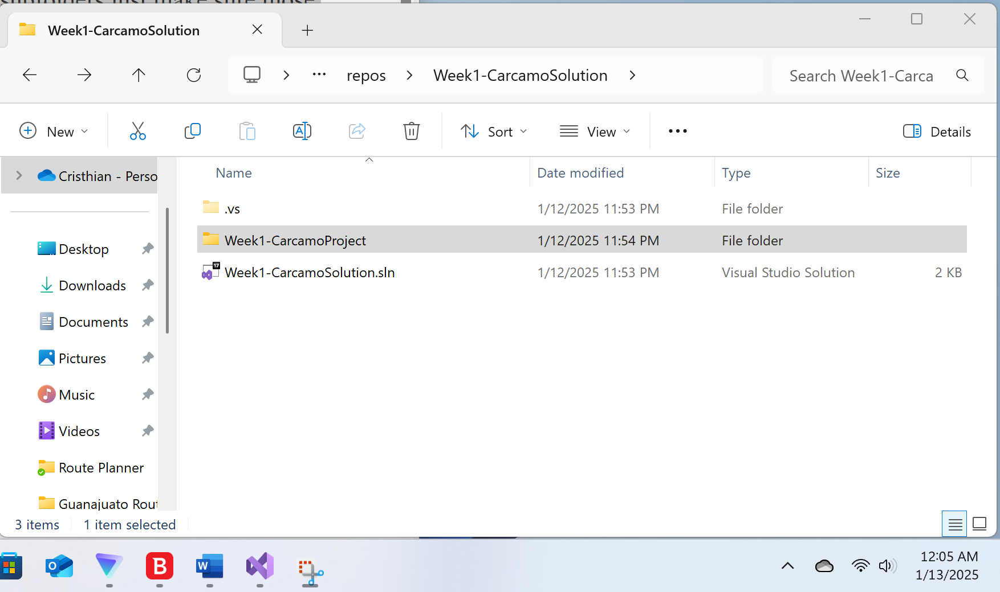 Week1-CarcamoSolution
repos Week1-CarcamoSolution
Search Week1-Carca
New Sort View Details
Cristhian - Perso
Name Date modified Type Size
.vs 1/12/2025 11:53 PM File folder
Week1-CarcamoProject 1/12/2025 11:54 PM File folder
Week1-CarcamoSolution.sln 1/12/2025 11:53 PM Visual Studio Solution 2 KB
Desktop
Downloads
Documents
Pictures
Music
Videos
Route Planner
Guanajuato Rout
3 items 1 item selected
12:05 AM
1/13/2025